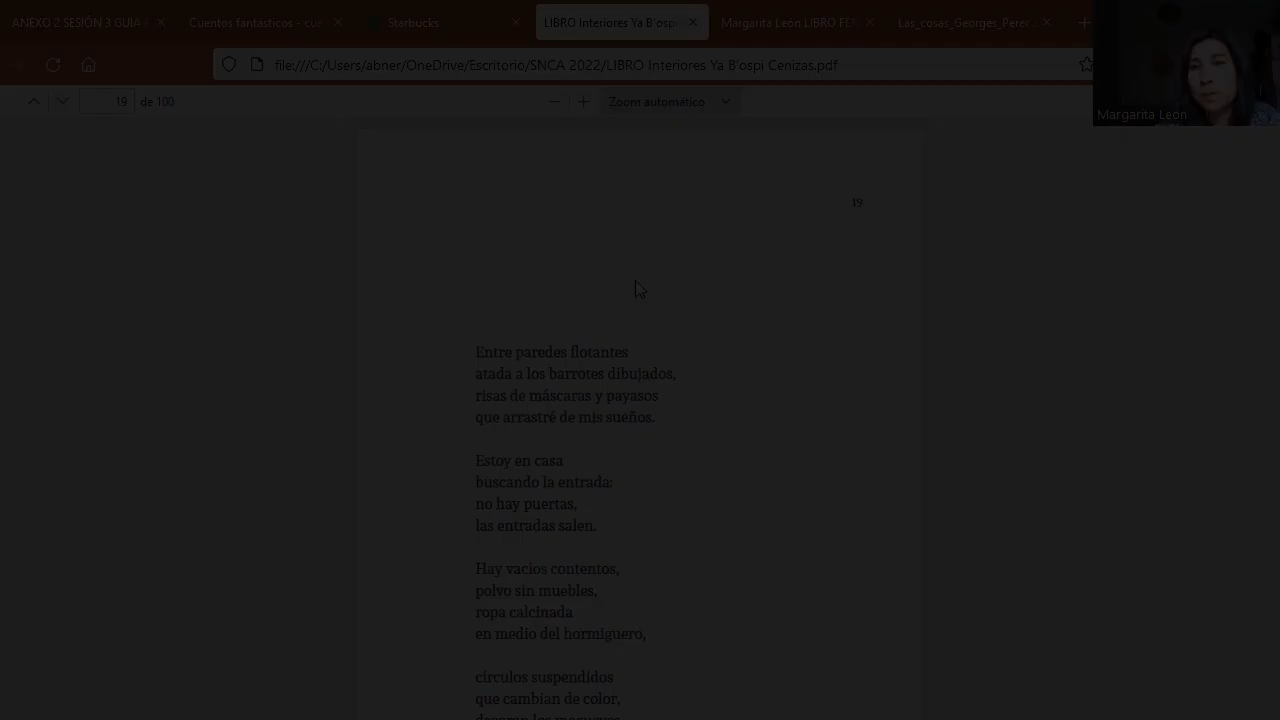 ANEXO 2 SESIÓN 3 GUIA
Cuentos fantásticos - cue
Starbucks
LIBRO Interiores Ya B'ospi
Margarita León LIBRO FE
Las_cosas_Georges_Perec
file:///C:/Users/abner/OneDrive/Escritorio/SNCA 2022/LIBRO Interiores Ya B'ospi Cenizas.pdf
Margarita León
19 de 100
Zoom automático
19
Entre paredes flotantes
atada a los barrotes dibujados,
risas de máscaras y payasos
que arrastré de mis sueños.
Estoy en casa
buscando la entrada:
no hay puertas,
las entradas salen.
Hay vacíos contentos,
polvo sin muebles,
ropa calcinada
en medio del hormiguero,
círculos suspendidos
que cambian de color,